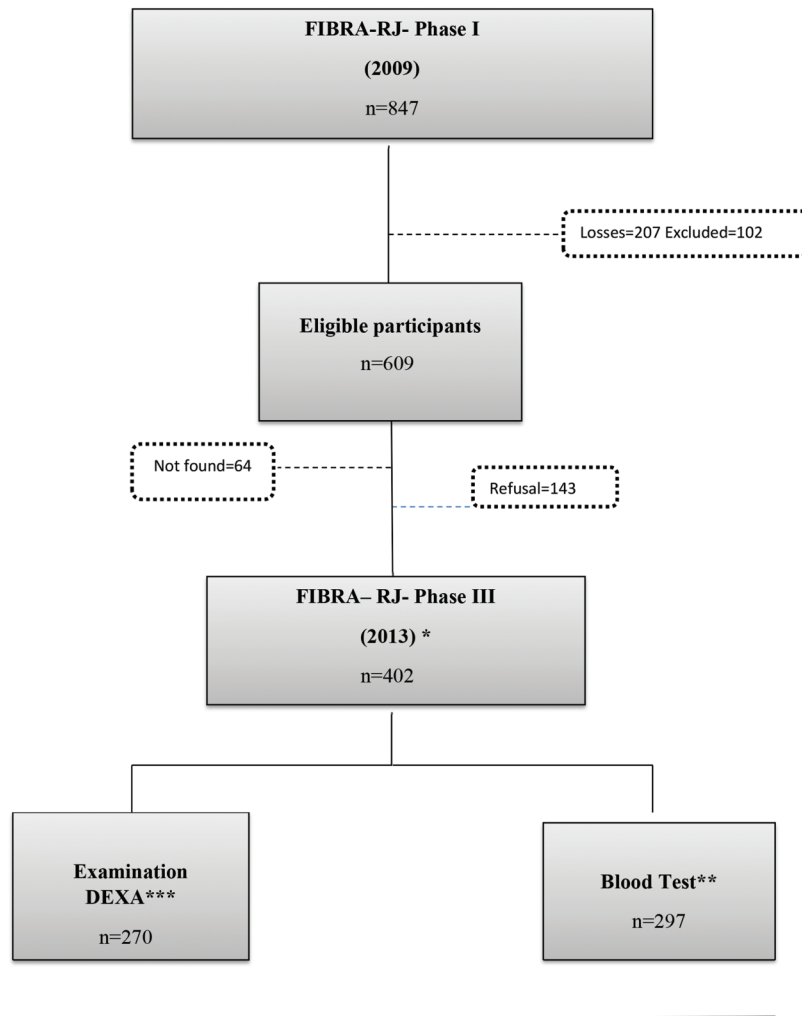 FIBRA-RJ- Phase I
(2009)
n=847
Losses=207 Excluded=102
Eligible participants
n=609
Not found=64
Refusal=143
FIBRA– RJ- Phase III
(2013) *
n=402
Examination
DEXA***
n=270
Blood Test**
n=297